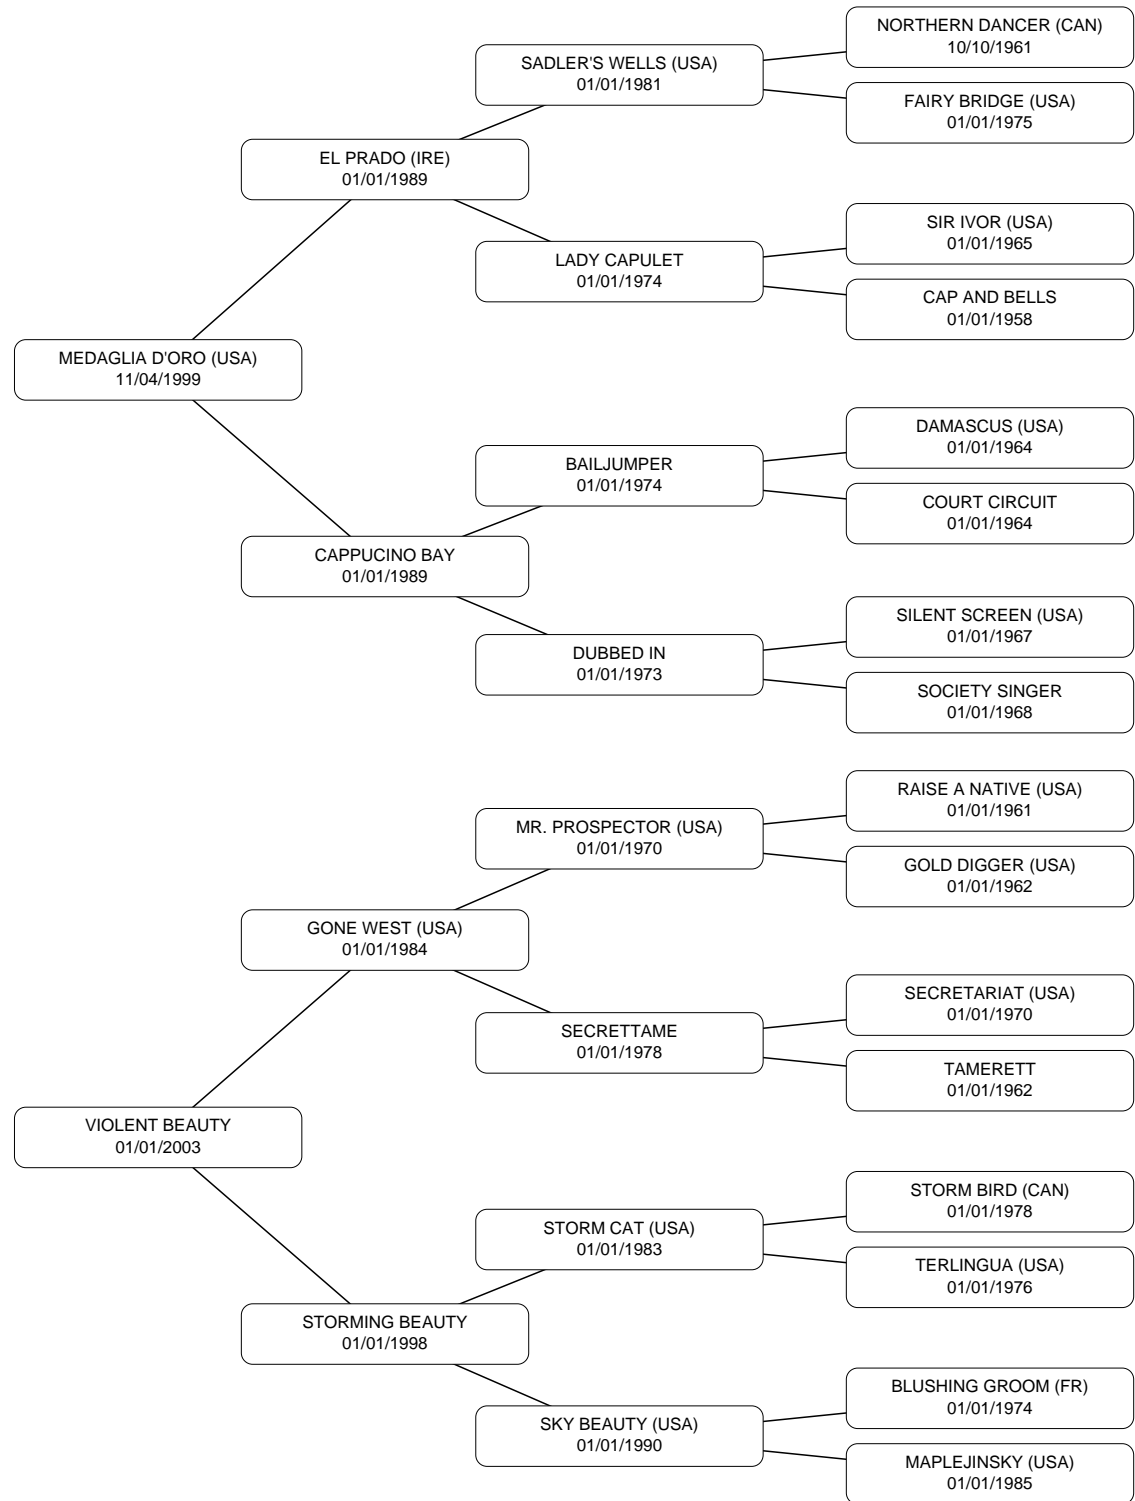 NORTHERN DANCER (CAN)
10/10/1961
SADLER'S WELLS (USA)
01/01/1981
FAIRY BRIDGE (USA)
01/01/1975
EL PRADO (IRE)
01/01/1989
SIR IVOR (USA)
01/01/1965
LADY CAPULET
01/01/1974
CAP AND BELLS
01/01/1958
MEDAGLIA D'ORO (USA)
11/04/1999
DAMASCUS (USA)
01/01/1964
BAILJUMPER
01/01/1974
COURT CIRCUIT
01/01/1964
CAPPUCINO BAY
01/01/1989
SILENT SCREEN (USA)
01/01/1967
DUBBED IN
01/01/1973
SOCIETY SINGER
01/01/1968
RAISE A NATIVE (USA)
01/01/1961
MR. PROSPECTOR (USA)
01/01/1970
GOLD DIGGER (USA)
01/01/1962
GONE WEST (USA)
01/01/1984
SECRETARIAT (USA)
01/01/1970
SECRETTAME
01/01/1978
TAMERETT
01/01/1962
VIOLENT BEAUTY
01/01/2003
STORM BIRD (CAN)
01/01/1978
STORM CAT (USA)
01/01/1983
TERLINGUA (USA)
01/01/1976
STORMING BEAUTY
01/01/1998
BLUSHING GROOM (FR)
01/01/1974
SKY BEAUTY (USA)
01/01/1990
MAPLEJINSKY (USA)
01/01/1985